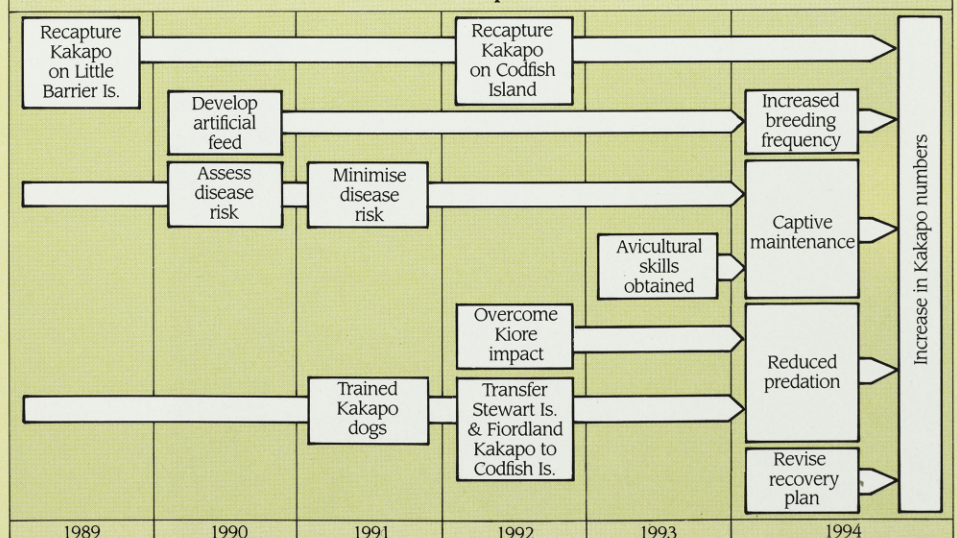 Recapture
Kakapo
on Little
Barrier Is.
Recapture
Kakapo
on Codfish
Island
Develop
artificial
feed
Increased
breeding
frequency
Assess
disease
risk
Minimise
disease
risk
Captive
maintenance
Avicultural
skills
obtained
Overcome
Kiore
impact
Reduced
predation
Trained
Kakapo
dogs
Transfer
Stewart Is.
& Fiordland
Kakapo to
Codfish Is.
Revise
recovery
plan
Increase in Kakapo numbers
1989
1990
1991
1992
1993
1994